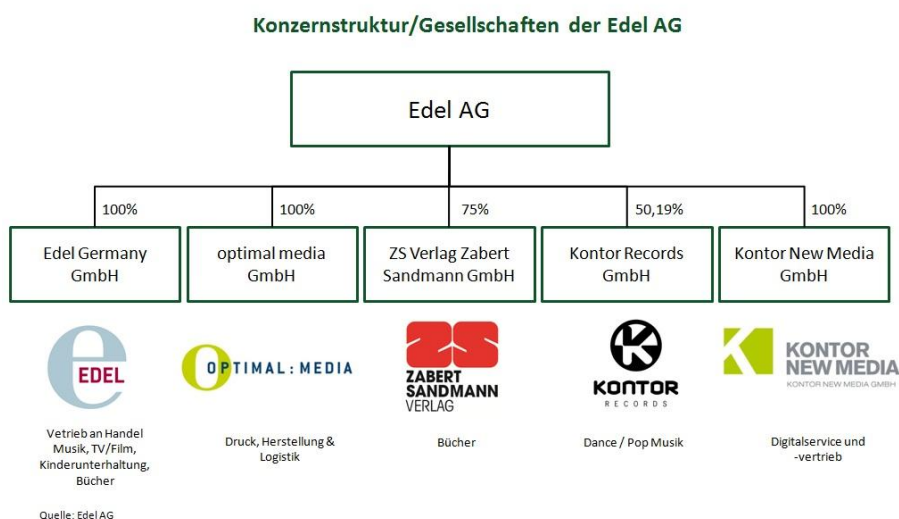 Konzernstruktur/Gesellschaften der Edel AG
Edel AG
100%
100%
75%
50,19%
100%
Edel Germany
GmbH
optimal media
GmbH
ZS Verlag Zabert
Sandmann GmbH
Kontor Records
GmbH
Kontor New Media
GmbH
e
EDEL
OPTIMAL:MEDIA
ZABERT
SANDMANN
VERLAG
K
KONTOR
RECORDS
K
KONTOR
NEW MEDIA
KONTOR NEW MEDIA GMBH
Vetrieb an Handel
Musik, TV/Film,
Kinderunterhaltung,
Bücher
Druck, Herstellung &
Logistik
Bücher
Dance / Pop Musik
Digitalservice und
-vertrieb
Quelle: Edel AG